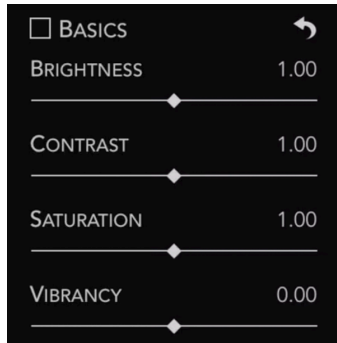 Basics
Brightness 1.00
Contrast 1.00
Saturation 1.00
Vibrancy 0.00